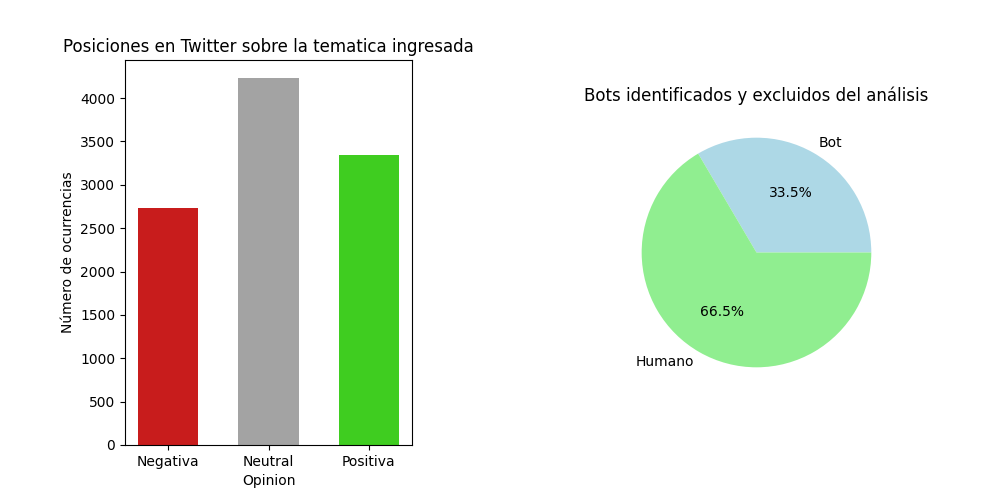 Posiciones en Twitter sobre la tematica ingresada
Número de ocurrencias
4000
3500
3000
2500
2000
1500
1000
500
0
Negativa
Neutral
Positiva
Opinion
Bots identificados y excluidos del análisis
Bot
33.5%
66.5%
Humano